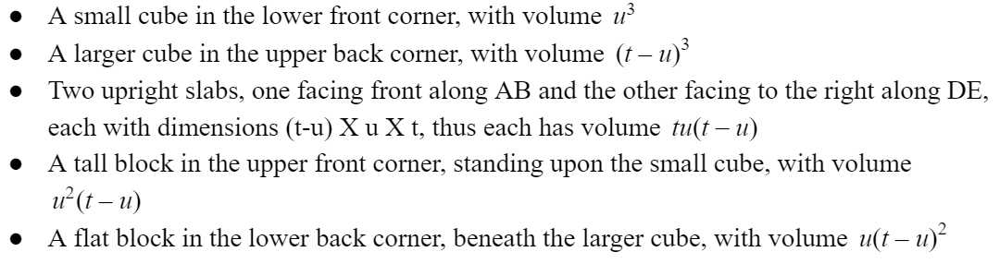 ● A small cube in the lower front corner, with volume u³
● A larger cube in the upper back corner, with volume (t – u)³
● Two upright slabs, one facing front along AB and the other facing to the right along DE,
each with dimensions (t-u) X u X t, thus each has volume tu(t – u)
● A tall block in the upper front corner, standing upon the small cube, with volume
u²(t – u)
● A flat block in the lower back corner, beneath the larger cube, with volume u(t – u)²